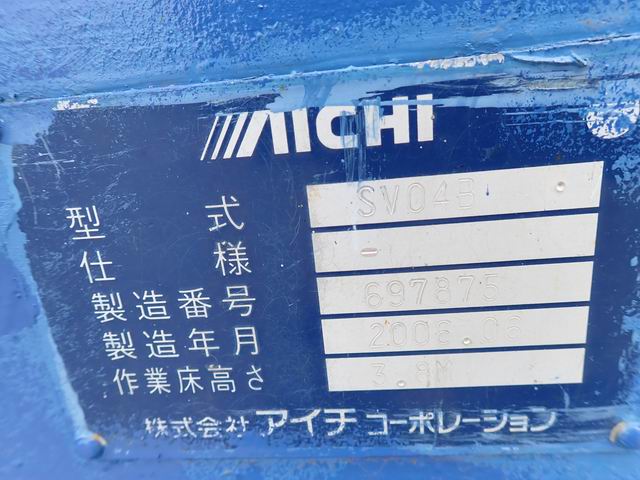 AICHI
型式 SV04B
仕様 -
製造番号 697875
製造年月 2006.06
作業床高さ 3.8M
株式会社 アイチコーポレーション